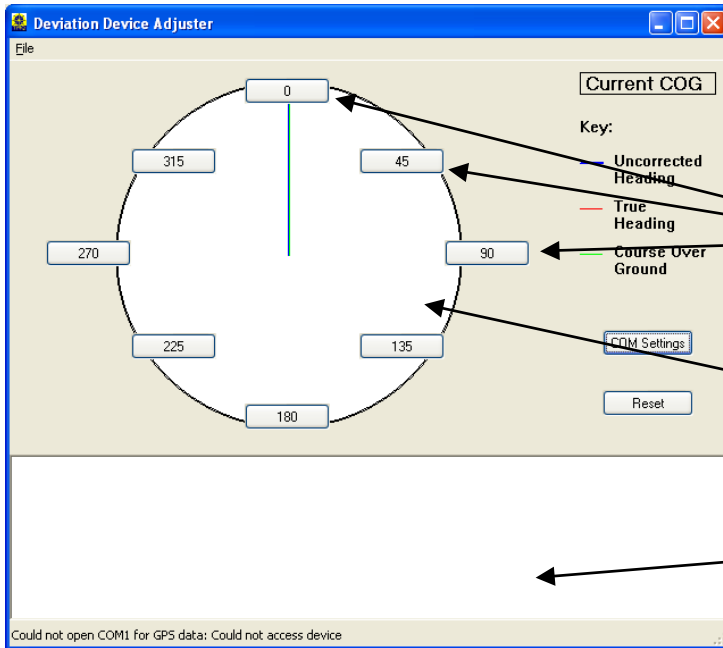 Deviation Device Adjuster
File
0
315
45
270
90
225
135
180
Current COG
Key:
Uncorrected
Heading
True
Heading
Course Over
Ground
COM Settings
Reset
Could not open COM1 for GPS data: Could not access device